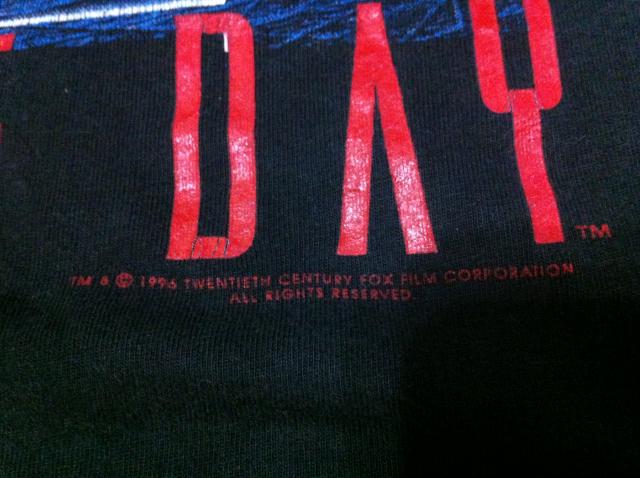 DAY TM
TM & © 1996 TWENTIETH CENTURY FOX FILM CORPORATION
ALL RIGHTS RESERVED.